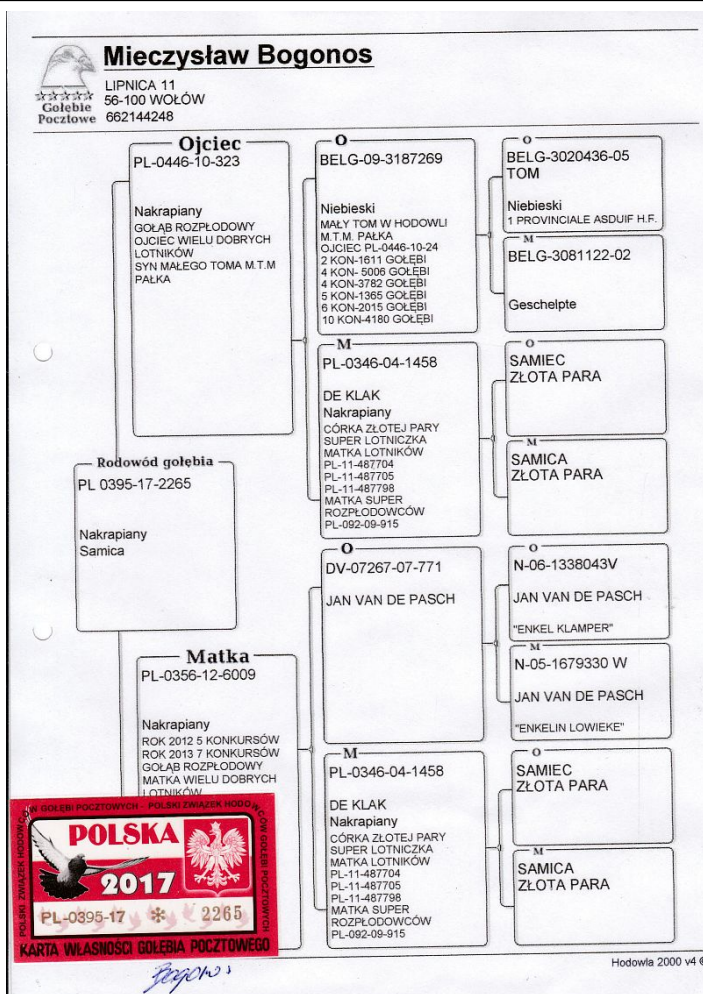 Mieczysław Bogonos
LIPNICA 11
56-100 WOŁÓW
662144248
Gołębie
Pocztowe
Ojciec
PL-0446-10-323
Nakrapiany
GOŁĄB ROZPŁODOWY
OJCIEC WIELU DOBRYCH
LOTNIKÓW
SYN MAŁEGO TOMA M.T.M
PAŁKA
O
BELG-09-3187269
Niebieski
MAŁY TOM W HODOWLI
M.T.M. PAŁKA
OJCIEC PL-0446-10-24
2 KON-1611 GOŁĘBI
4 KON- 5006 GOŁĘBI
4 KON-3782 GOŁĘBI
5 KON-1365 GOŁĘBI
6 KON-2015 GOŁĘBI
10 KON-4180 GOŁĘBI
O
BELG-3020436-05
TOM
Niebieski
1 PROVINCIALE ASDUIF H.F.
M
BELG-3081122-02
Geschelpte
M
PL-0346-04-1458
DE KLAK
Nakrapiany
CÓRKA ZŁOTEJ PARY
SUPER LOTNICZKA
MATKA LOTNIKÓW
PL-11-487704
PL-11-487705
PL-11-487798
MATKA SUPER
ROZPŁODOWCÓW
PL-092-09-915
O
SAMIEC
ZŁOTA PARA
M
SAMICA
ZŁOTA PARA
Rodowód gołębia
PL 0395-17-2265
Nakrapiany
Samica
O
DV-07267-07-771
JAN VAN DE PASCH
O
N-06-1338043V
JAN VAN DE PASCH
"ENKEL KLAMPER"
M
N-05-1679330 W
JAN VAN DE PASCH
"ENKELIN LOWIEKE"
Matka
PL-0356-12-6009
Nakrapiany
ROK 2012 5 KONKURSÓW
ROK 2013 7 KONKURSÓW
GOŁĄB ROZPŁODOWY
MATKA WIELU DOBRYCH
LOTNIKÓW
M
PL-0346-04-1458
DE KLAK
Nakrapiany
CÓRKA ZŁOTEJ PARY
SUPER LOTNICZKA
MATKA LOTNIKÓW
PL-11-487704
PL-11-487705
PL-11-487798
MATKA SUPER
ROZPŁODOWCÓW
PL-092-09-915
O
SAMIEC
ZŁOTA PARA
M
SAMICA
ZŁOTA PARA
GOŁĘBI POCZTOWYCH - POLSKI ZWIĄZEK HODOWCÓW GOŁĘBI POCZTOWYCH
POLSKI ZWIĄZEK HODOWCÓW
POLSKA
2017
PL-0395-17 * 2265
KARTA WŁASNOŚCI GOŁĘBIA POCZTOWEGO
Bogonos
Hodowla 2000 v4 ©